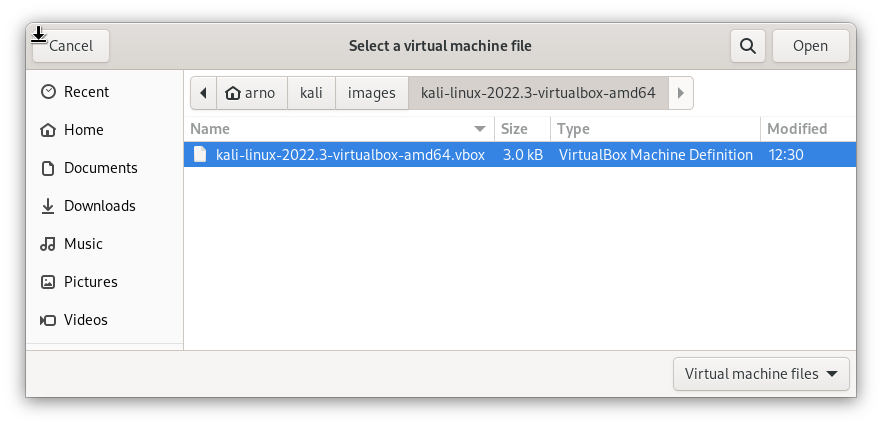 Cancel Select a virtual machine file Open
Recent
Home
Documents
Downloads
Music
Pictures
Videos
arno kali images kali-linux-2022.3-virtualbox-amd64
Name Size Type Modified
kali-linux-2022.3-virtualbox-amd64.vbox 3.0 kB VirtualBox Machine Definition 12:30
Virtual machine files